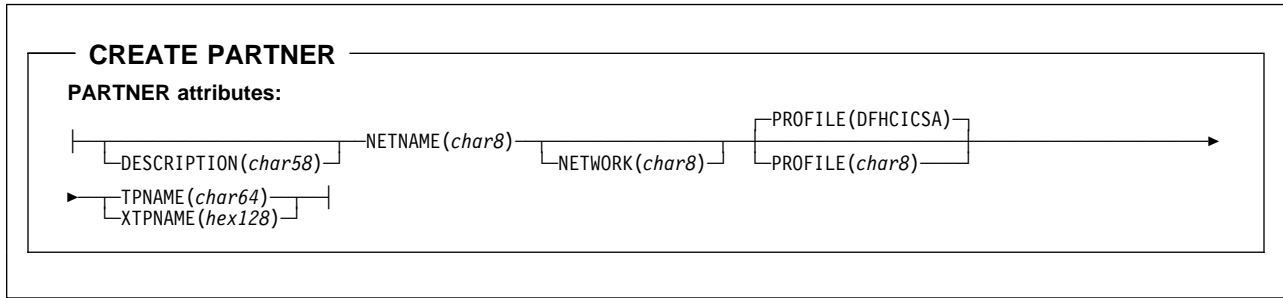 CREATE PARTNER
PARTNER attributes:
PROFILE(DFHCICSA)
NETNAME(char8)
DESCRIPTION(char58) NETWORK(char8) PROFILE(char8)
TPNAME(char64)
XTPNAME(hex128)